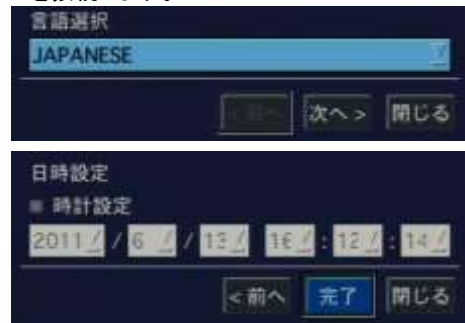 言語選択
JAPANESE
次へ > 閉じる
日時設定
時計設定
2011 / 6 / 13 16 : 12 : 14
<前へ 完了 閉じる